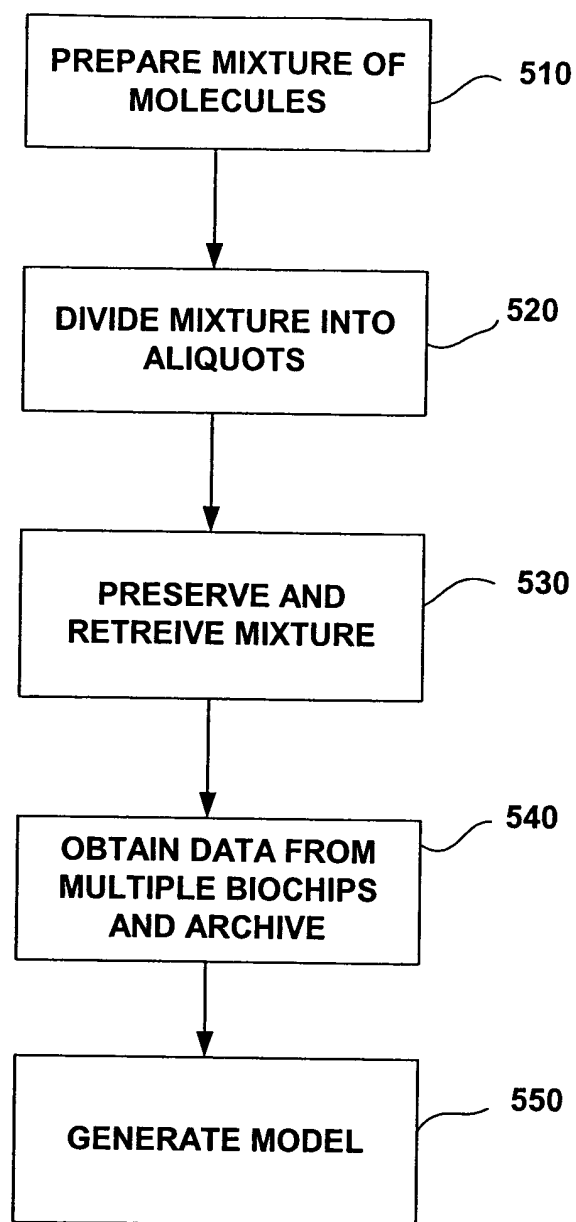 PREPARE MIXTURE OF
MOLECULES
510
DIVIDE MIXTURE INTO
ALIQUOTS
520
PRESERVE AND
RETREIVE MIXTURE
530
OBTAIN DATA FROM
MULTIPLE BIOCHIPS
AND ARCHIVE
540
GENERATE MODEL
550